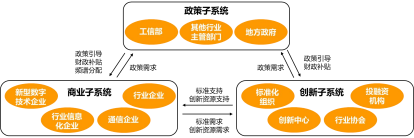 政策子系统
工信部
其他行业
主管部门
地方政府
政策引导
财政补贴
频谱分配
政策需求
政策需求
政策引导
财政补贴
商业子系统
新型数字
技术企业
行业企业
行业信息
化企业
通信企业
标准支持
创新资源支持
标准需求
创新资源需求
创新子系统
标准化
组织
投融资
机构
创新中心
行业协会